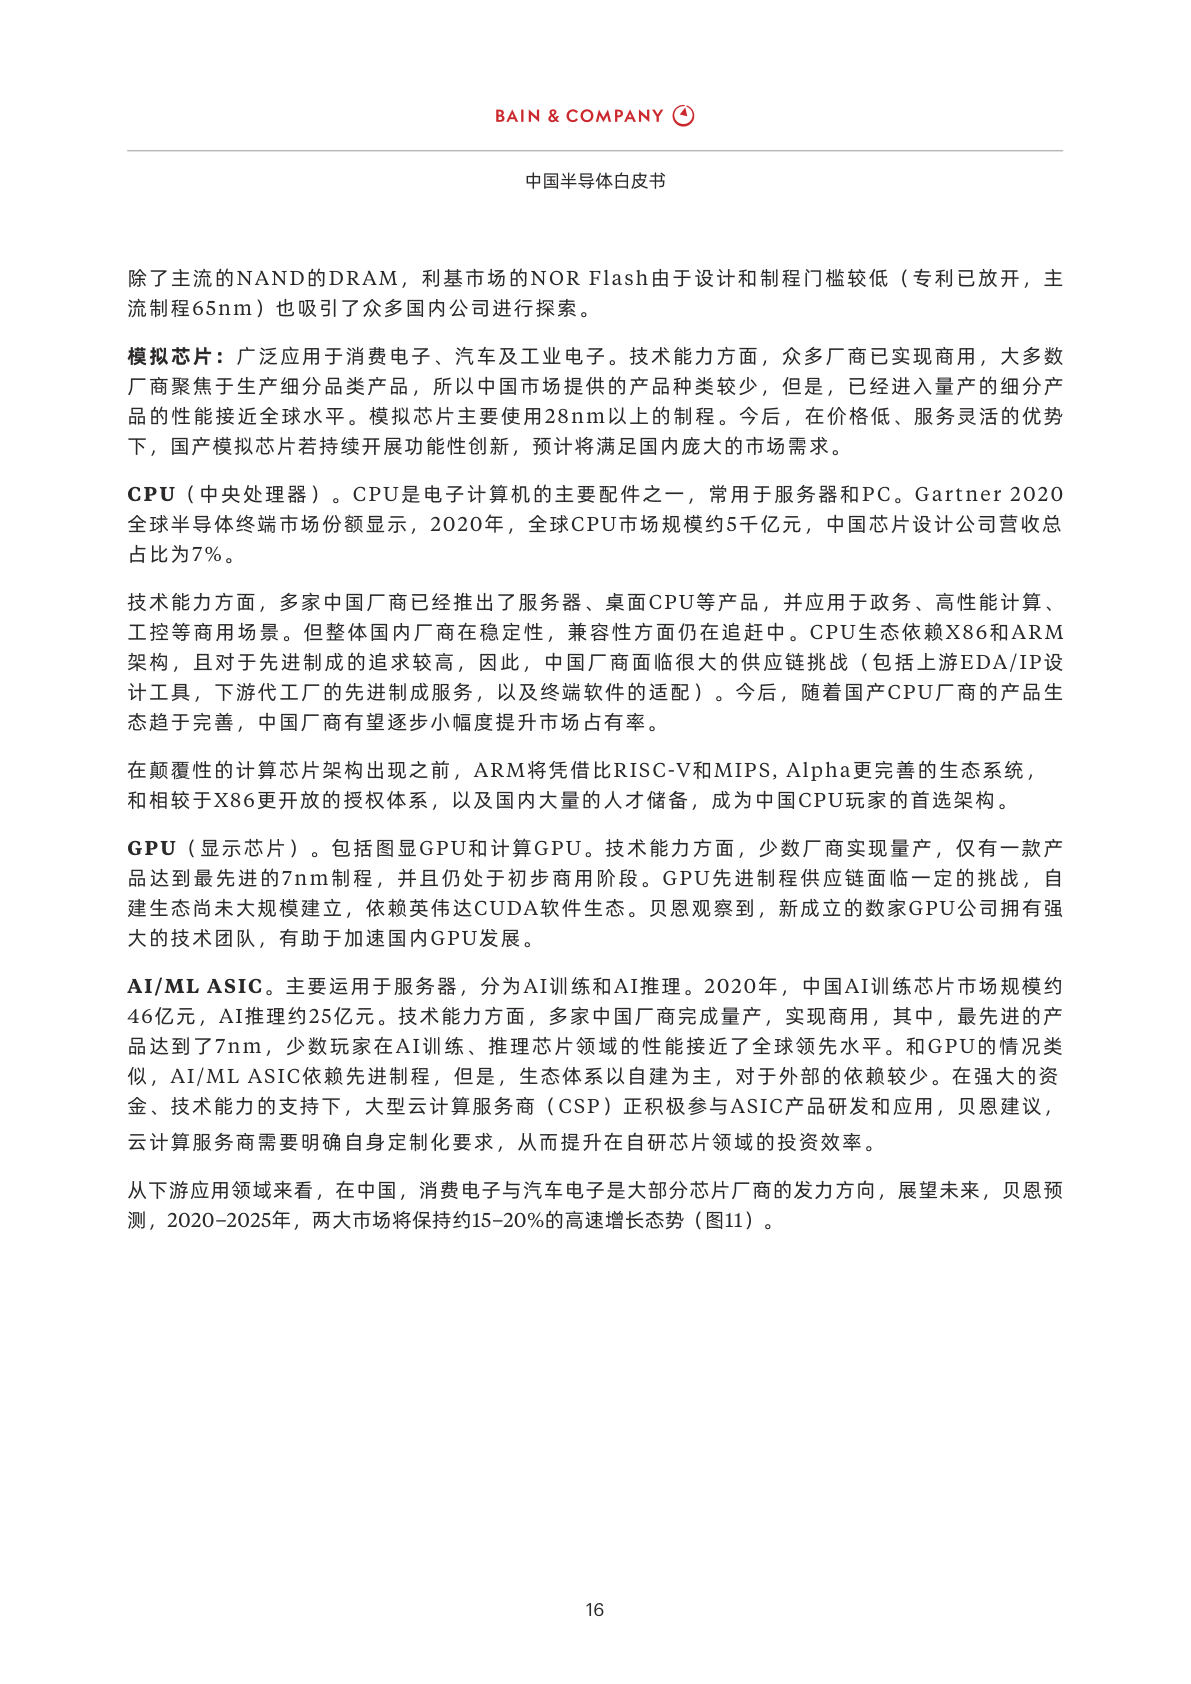 BAIN & COMPANY
中国半导体白皮书
除了主流的NAND的DRAM，利基市场的NOR Flash由于设计和制程门槛较低（专利已放开，主
流制程65nm）也吸引了众多国内公司进行探索。
模拟芯片：广泛应用于消费电子、汽车及工业电子。技术能力方面，众多厂商已实现商用，大多数
厂商聚焦于生产细分品类产品，所以中国市场提供的产品种类较少，但是，已经进入量产的细分产
品的性能接近全球水平。模拟芯片主要使用28nm以上的制程。今后，在价格低、服务灵活的优势
下，国产模拟芯片若持续开展功能性创新，预计将满足国内庞大的市场需求。
CPU（中央处理器）。CPU是电子计算机的主要配件之一，常用于服务器和PC。Gartner 2020
全球半导体终端市场份额显示，2020年，全球CPU市场规模约5千亿元，中国芯片设计公司营收总
占比为7%。
技术能力方面，多家中国厂商已经推出了服务器、桌面CPU等产品，并应用于政务、高性能计算、
工控等商用场景。但整体国内厂商在稳定性，兼容性方面仍在追赶中。CPU生态依赖X86和ARM
架构，且对于先进制成的追求较高，因此，中国厂商面临很大的供应链挑战（包括上游EDA/IP设
计工具，下游代工厂的先进制成服务，以及终端软件的适配）。今后，随着国产CPU厂商的产品生
态趋于完善，中国厂商有望逐步小幅度提升市场占有率。
在颠覆性的计算芯片架构出现之前，ARM将凭借比RISC-V和MIPS, Alpha更完善的生态系统，
和相较于X86更开放的授权体系，以及国内大量的人才储备，成为中国CPU玩家的首选架构。
GPU（显示芯片）。包括图显GPU和计算GPU。技术能力方面，少数厂商实现量产，仅有一款产
品达到最先进的7nm制程，并且仍处于初步商用阶段。GPU先进制程供应链面临一定的挑战，自
建生态尚未大规模建立，依赖英伟达CUDA软件生态。贝恩观察到，新成立的数家GPU公司拥有强
大的技术团队，有助于加速国内GPU发展。
AI/ML ASIC。主要运用于服务器，分为AI训练和AI推理。2020年，中国AI训练芯片市场规模约
46亿元，AI推理约25亿元。技术能力方面，多家中国厂商完成量产，实现商用，其中，最先进的产
品达到了7nm，少数玩家在AI训练、推理芯片领域的性能接近了全球领先水平。和GPU的情况类
似，AI/ML ASIC依赖先进制程，但是，生态体系以自建为主，对于外部的依赖较少。在强大的资
金、技术能力的支持下，大型云计算服务商（CSP）正积极参与ASIC产品研发和应用，贝恩建议，
云计算服务商需要明确自身定制化要求，从而提升在自研芯片领域的投资效率。
从下游应用领域来看，在中国，消费电子与汽车电子是大部分芯片厂商的发力方向，展望未来，贝恩预
测，2020–2025年，两大市场将保持约15–20%的高速增长态势（图11）。
16